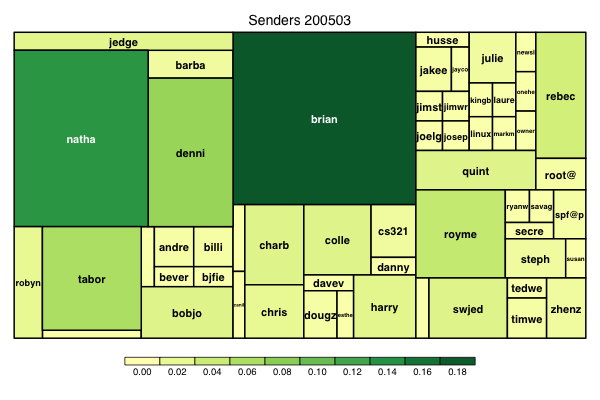 Senders 200503
jedge
natha
barba
denni
brian
husse
jakee
jayco
julie
newsl
onehe
owner
rebec
jimst
jimwr
kingb
laure
joelg
josep
linux
markm
quint
root@
robyn
tabor
andre
billi
bever
bjfie
bobjo
charb
chris
colle
cs321
danny
davev
dougz
esthe
harry
royme
ryanw
savag
spf@p
secre
steph
susan
swjed
tedwe
timwe
zhenz
0.00 0.02 0.04 0.06 0.08 0.10 0.12 0.14 0.16 0.18